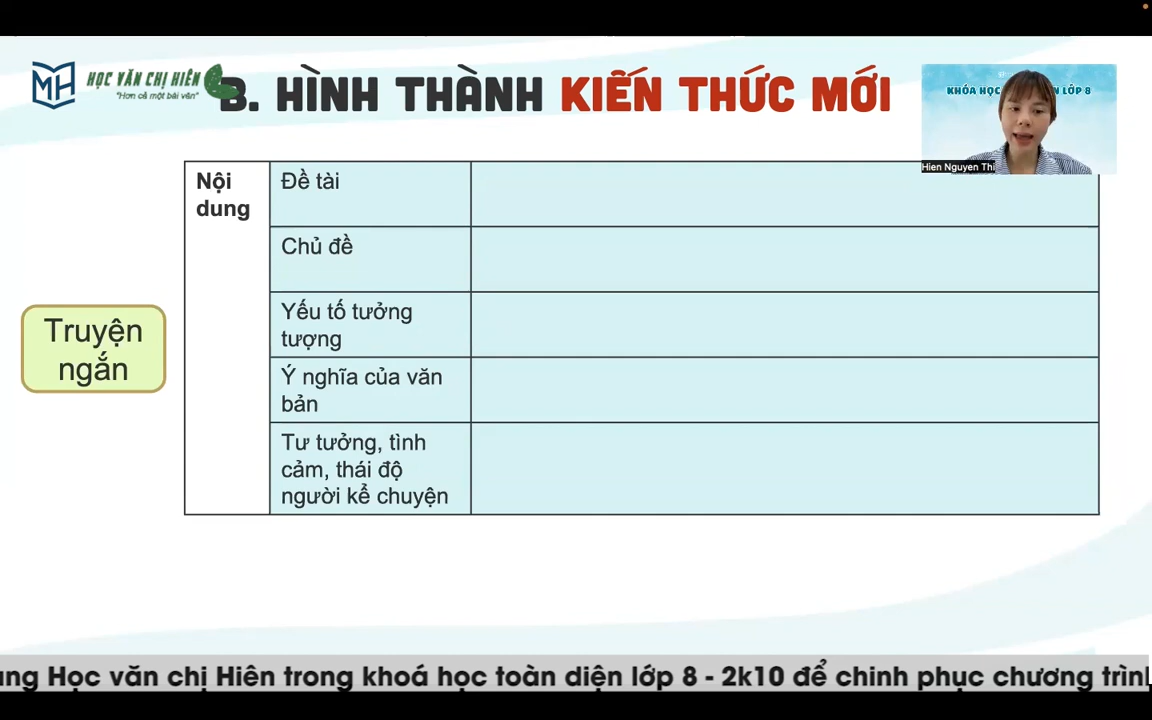 HỌC VĂN CHỊ HIÊN
"Hơn cả một bài văn"
B. HÌNH THÀNH KIẾN THỨC MỚI
KHÓA HỌC
N LỚP 8
Hien Nguyen Thi
Nội dung
Đề tài
Chủ đề
Yếu tố tưởng
tượng
Ý nghĩa của văn
bản
Tư tưởng, tình
cảm, thái độ
người kể chuyện
Truyện
ngắn
ng Học văn chị Hiên trong khoá học toàn diện lớp 8 - 2k10 để chinh phục chương trình